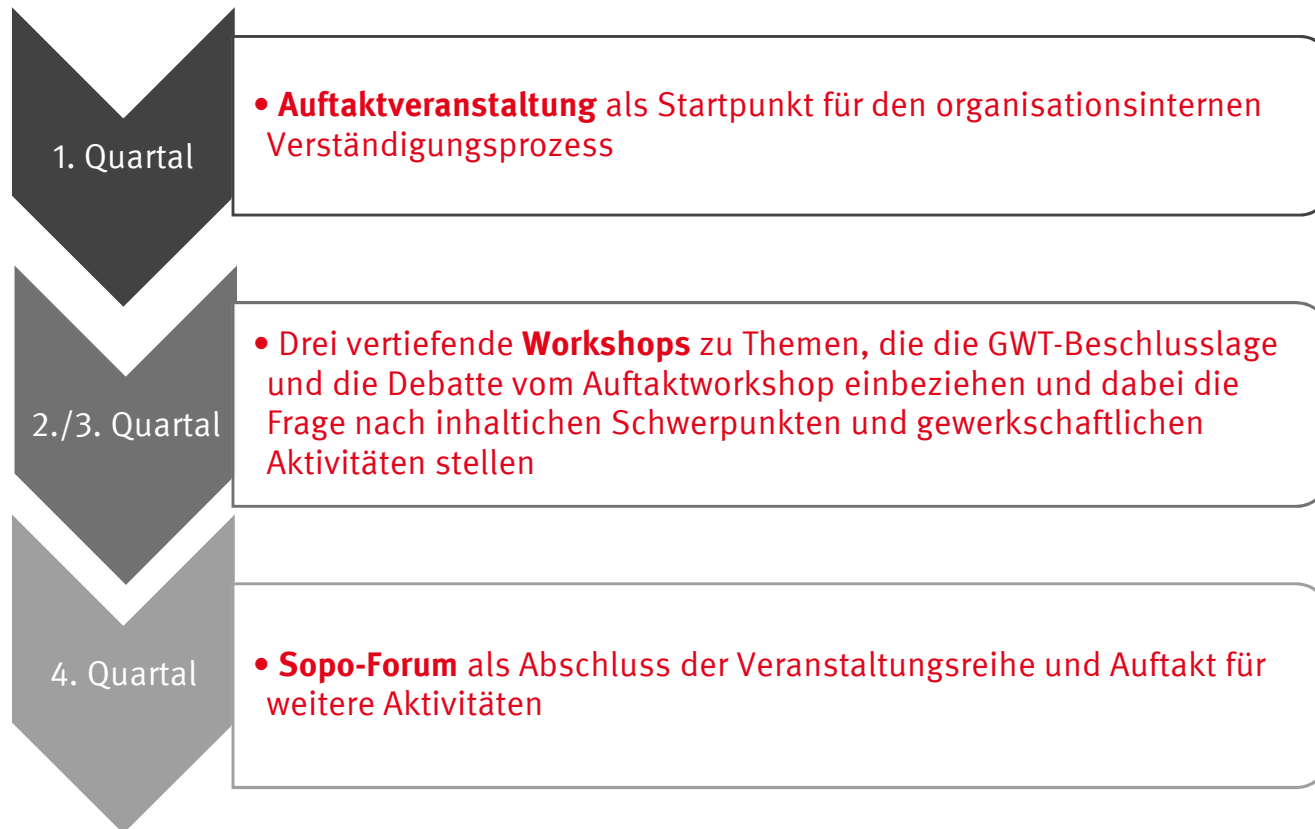 1. Quartal
• Auftaktveranstaltung als Startpunkt für den organisationsinternen
Verständigungsprozess
2./3. Quartal
• Drei vertiefende Workshops zu Themen, die die GWT-Beschlusslage
und die Debatte vom Auftaktworkshop einbeziehen und dabei die
Frage nach inhaltichen Schwerpunkten und gewerkschaftlichen
Aktivitäten stellen
4. Quartal
• Sopo-Forum als Abschluss der Veranstaltungsreihe und Auftakt für
weitere Aktivitäten